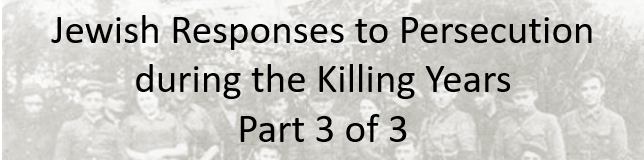 Jewish Responses to Persecution
during the Killing Years
Part 3 of 3